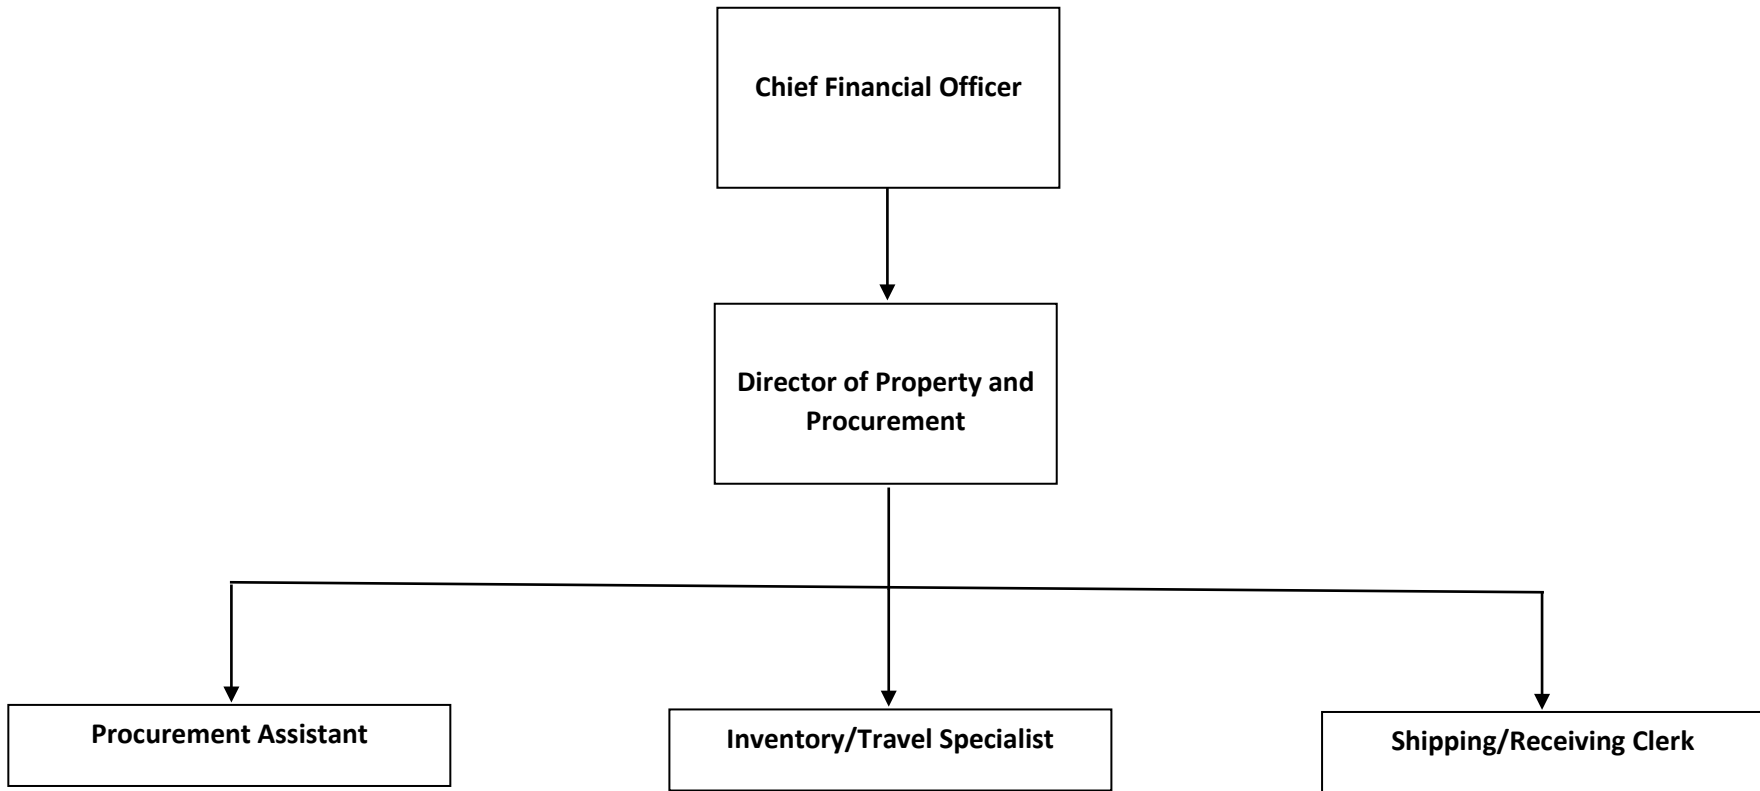 Chief Financial Officer
Director of Property and
Procurement
Procurement Assistant
Inventory/Travel Specialist
Shipping/Receiving Clerk